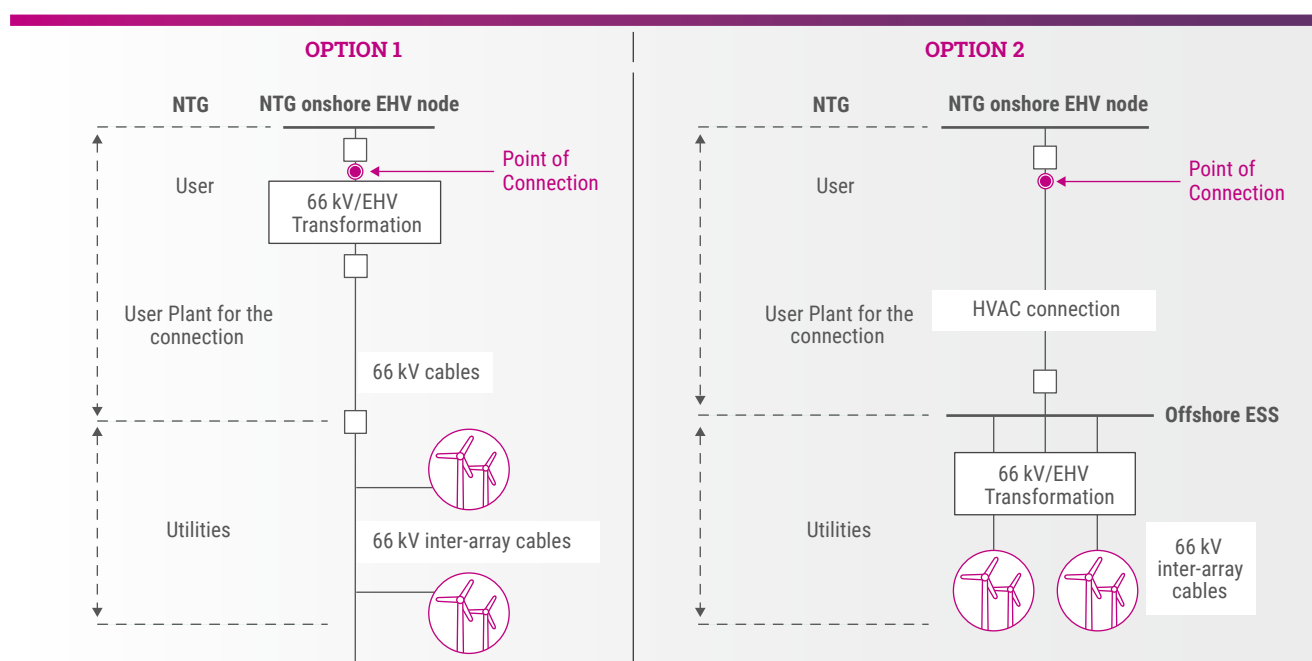 OPTION 1
NTG
NTG onshore EHV node
Point of
Connection
User
66 kV/EHV
Transformation
User Plant for the
connection
66 kV cables
Utilities
66 kV inter-array cables
OPTION 2
NTG
NTG onshore EHV node
Point of
Connection
User
HVAC connection
User Plant for the
connection
Offshore ESS
66 kV/EHV
Transformation
Utilities
66 kV
inter-array
cables